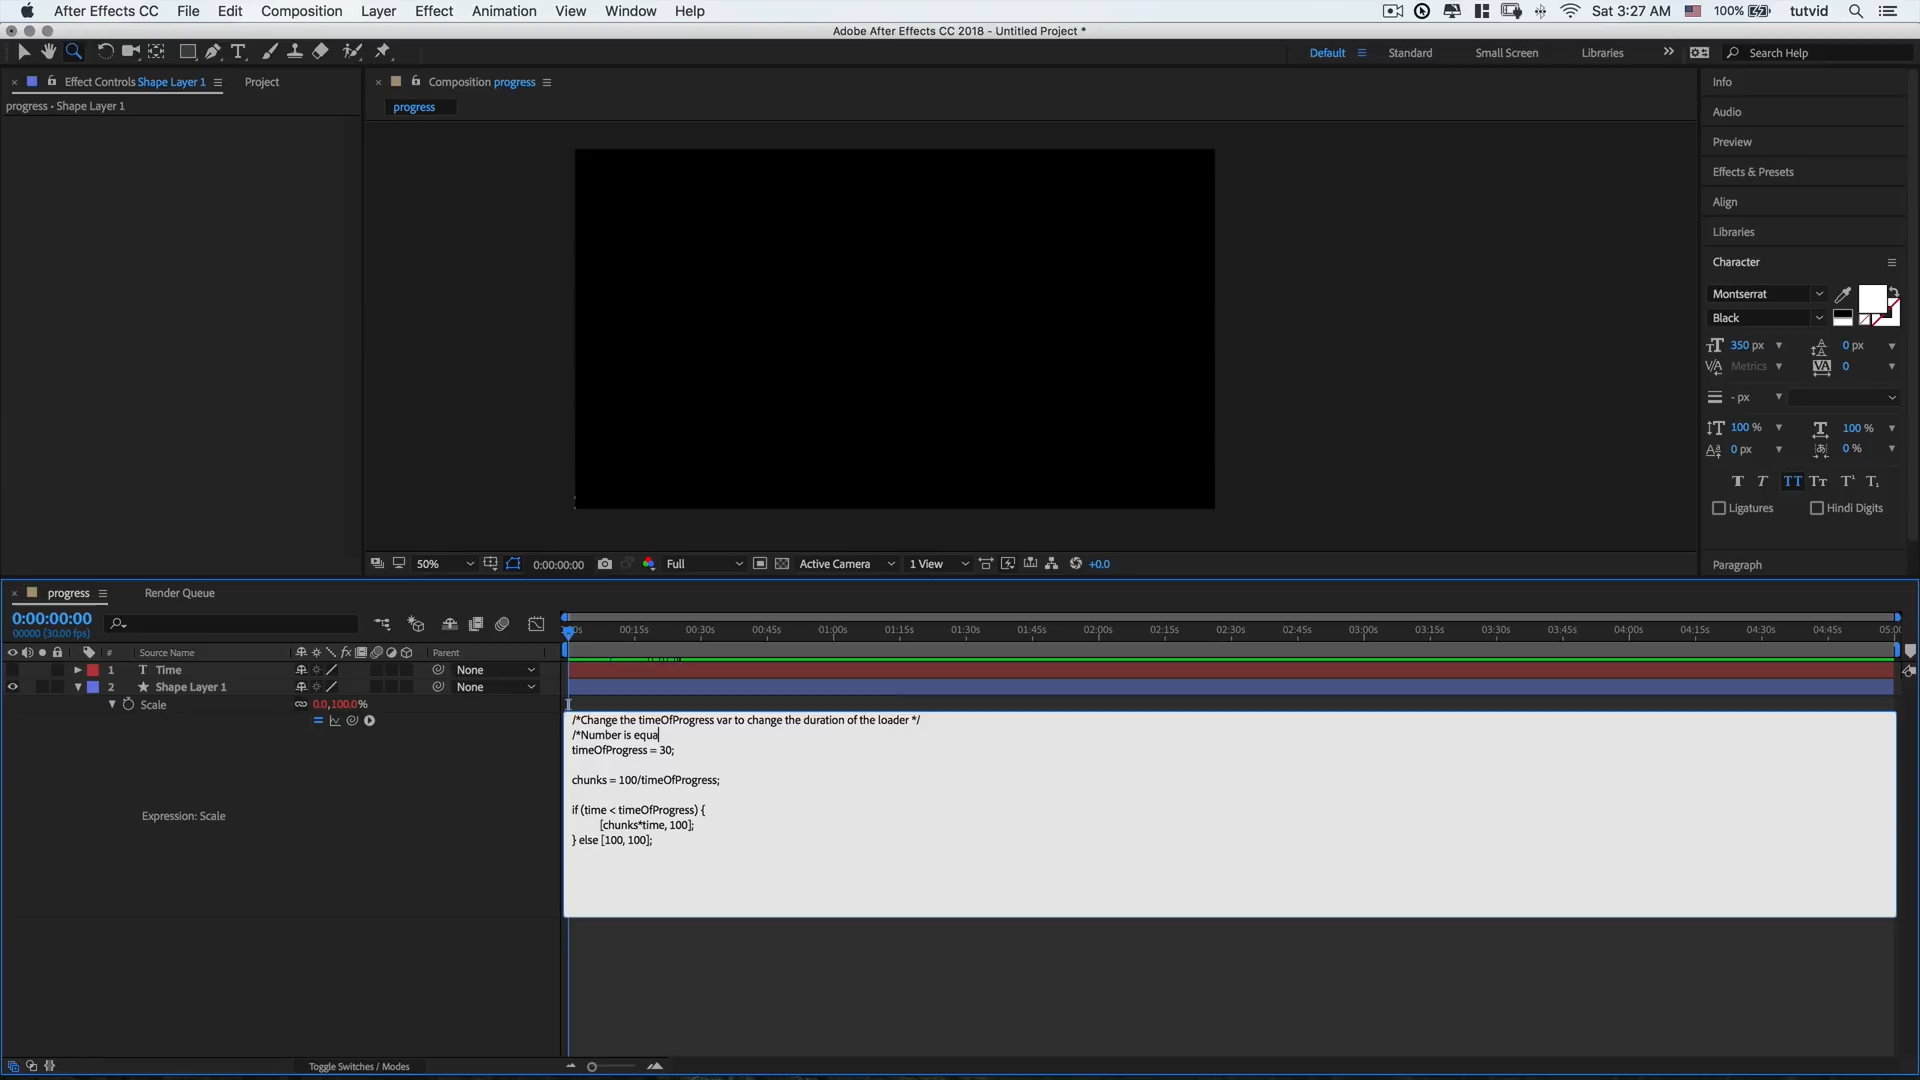 After Effects CC File Edit Composition Layer Effect Animation View Window Help Sat 3:27 AM 100% tutvid
Adobe After Effects CC 2018 - Untitled Project *
Default Standard Small Screen Libraries Search Help
Effect Controls Shape Layer 1 Project
progress • Shape Layer 1
Composition progress
progress
Info
Audio
Preview
Effects & Presets
Align
Libraries
Character
Montserrat
Black
350 px 0 px
Metrics 0
- px
100 % 100 %
0 px 0 %
Ligatures Hindi Digits
Paragraph
50% 0:00:00:00 Full Active Camera 1 View +0.0
progress Render Queue
0:00:00:00
00000 (30.00 fps)
00:15s 00:30s 00:45s 01:00s 01:15s 01:30s 01:45s 02:00s 02:15s 02:30s 02:45s 03:00s 03:15s 03:30s 03:45s 04:00s 04:15s 04:30s 04:45s
# Source Name Parent
1 T Time None
2 Shape Layer 1 None
Scale 0.0,100.0%
Expression: Scale
/*Change the timeOfProgress var to change the duration of the loader */
/*Number is equa
timeOfProgress = 30;
chunks = 100/timeOfProgress;
if (time < timeOfProgress) {
[chunks*time, 100];
} else [100, 100];
Toggle Switches / Modes